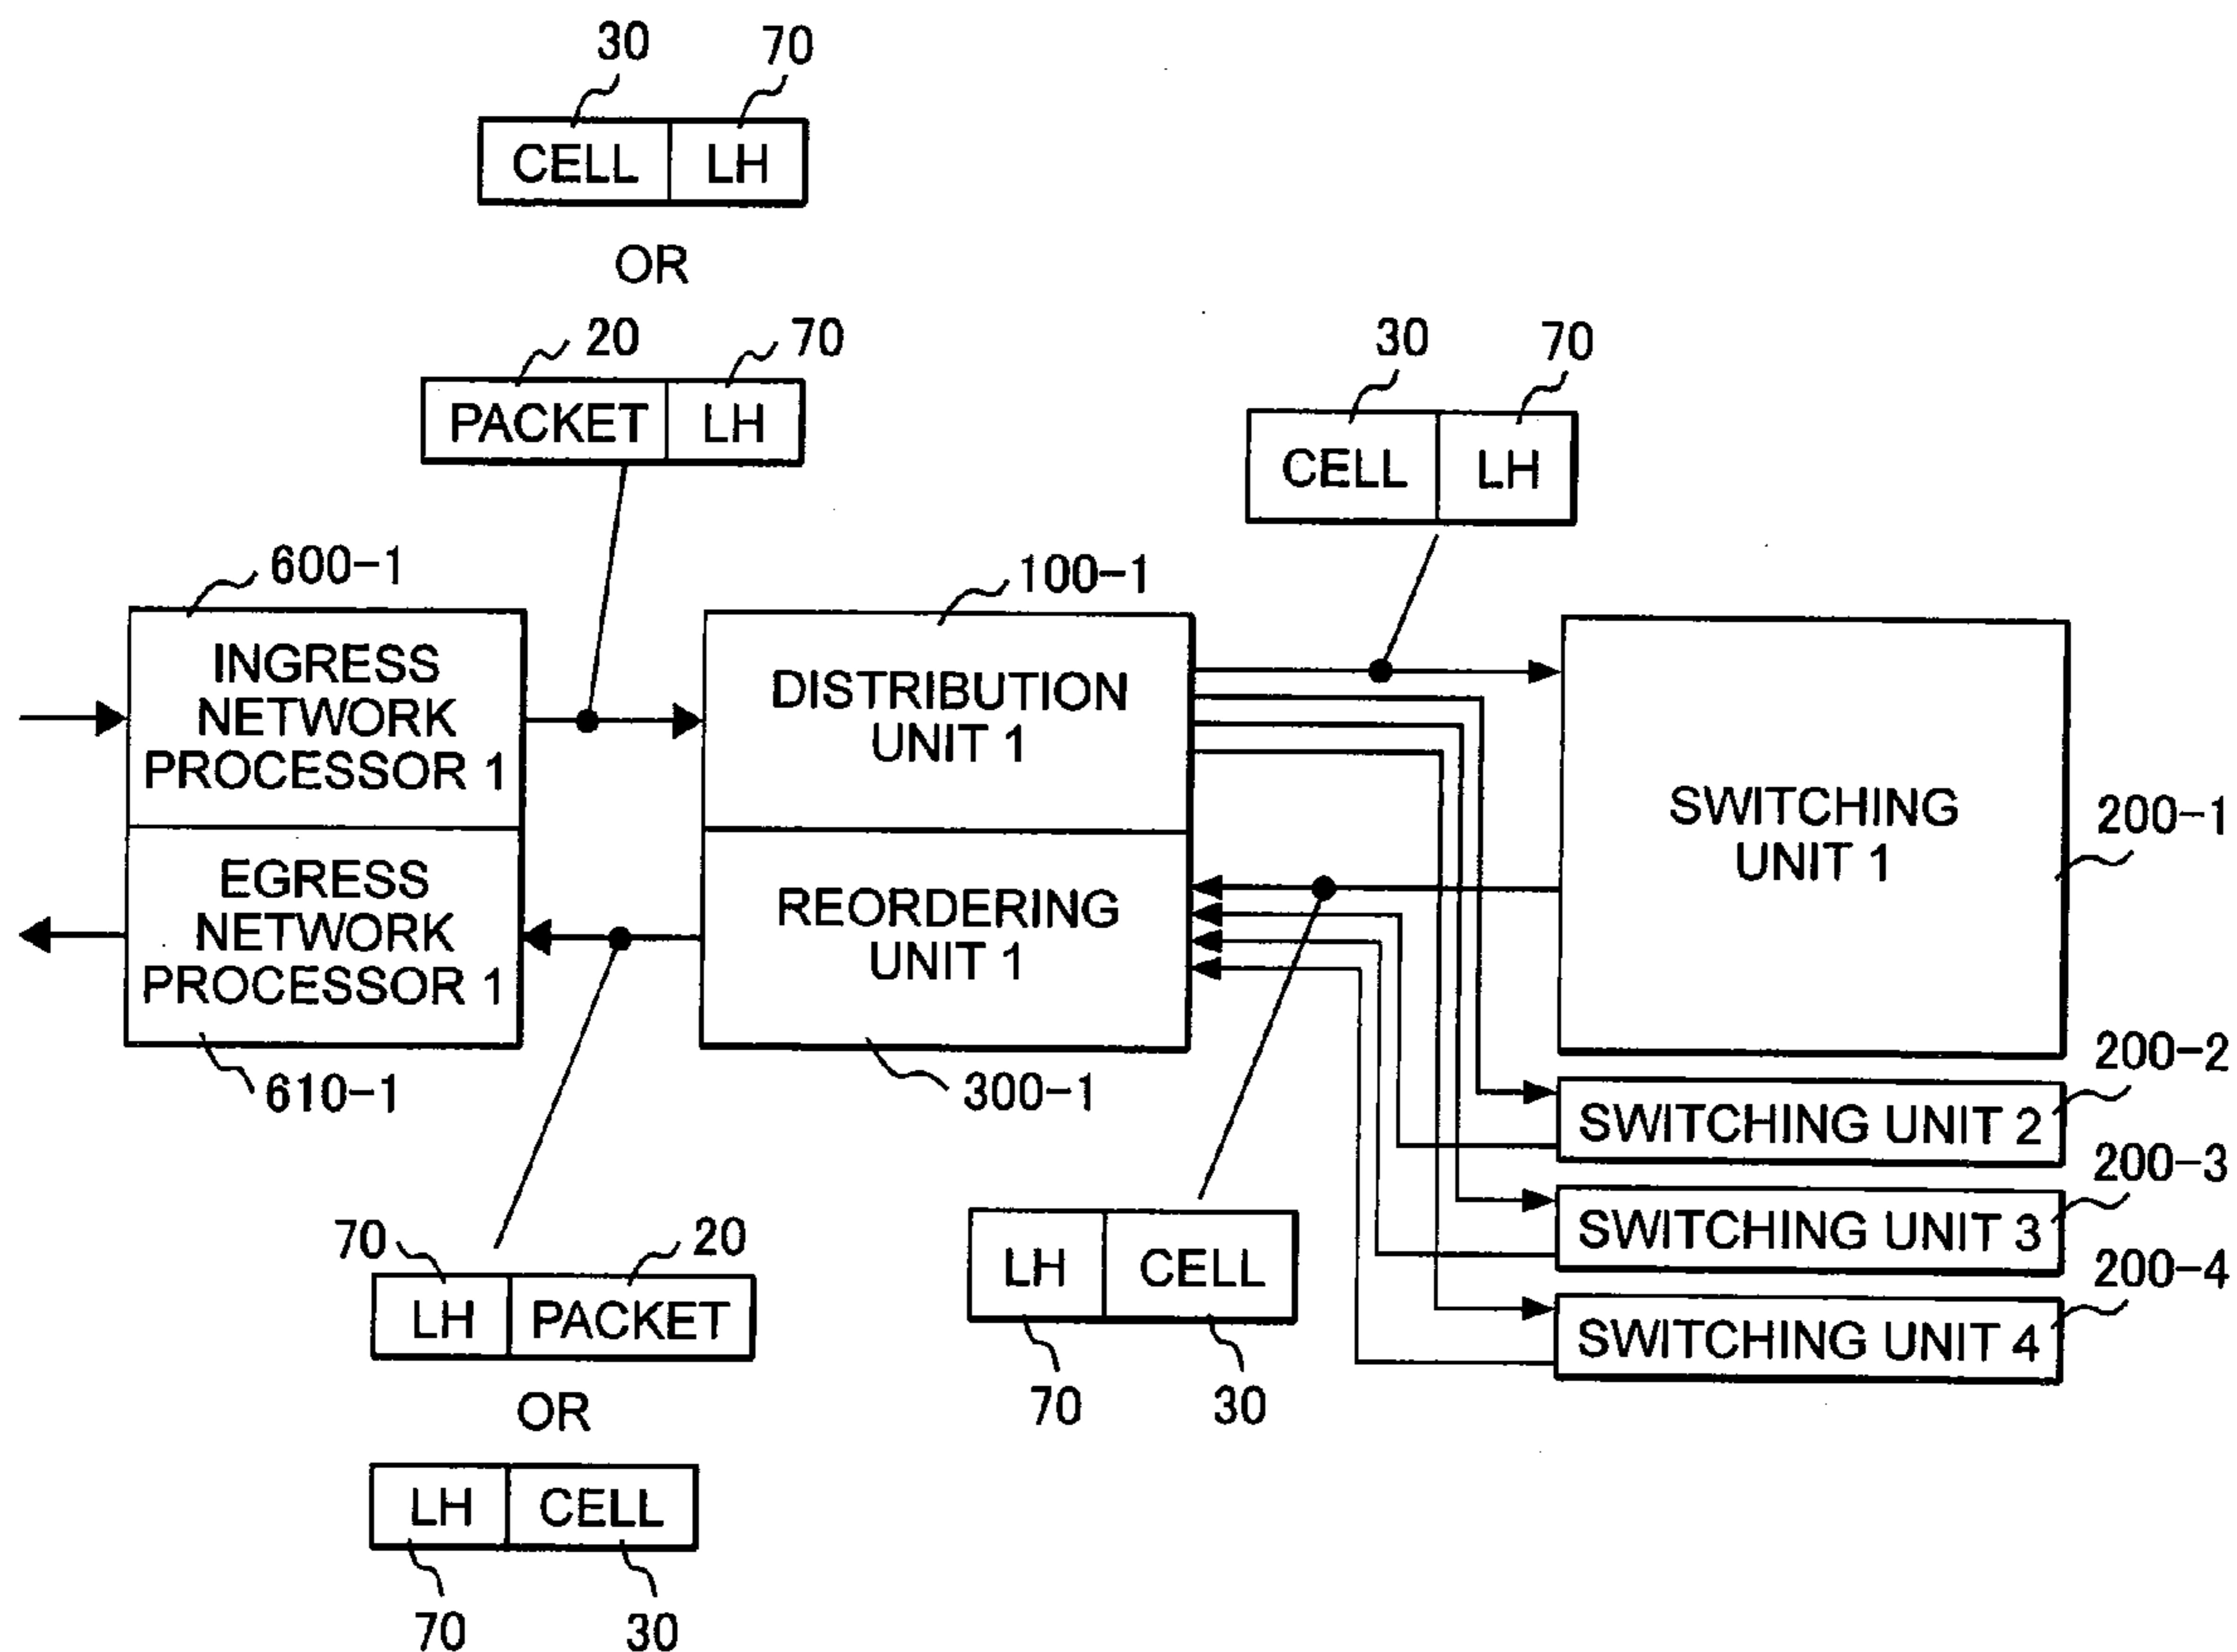 30 70
CELL LH
OR
20 70
PACKET LH
30 70
CELL LH
600-1
INGRESS
NETWORK
PROCESSOR 1
EGRESS
NETWORK
PROCESSOR 1
610-1
100-1
DISTRIBUTION
UNIT 1
REORDERING
UNIT 1
300-1
SWITCHING
UNIT 1
200-1
200-2
SWITCHING UNIT 2
200-3
SWITCHING UNIT 3
200-4
SWITCHING UNIT 4
70 20
LH PACKET
OR
LH CELL
70 30
LH CELL
70 30